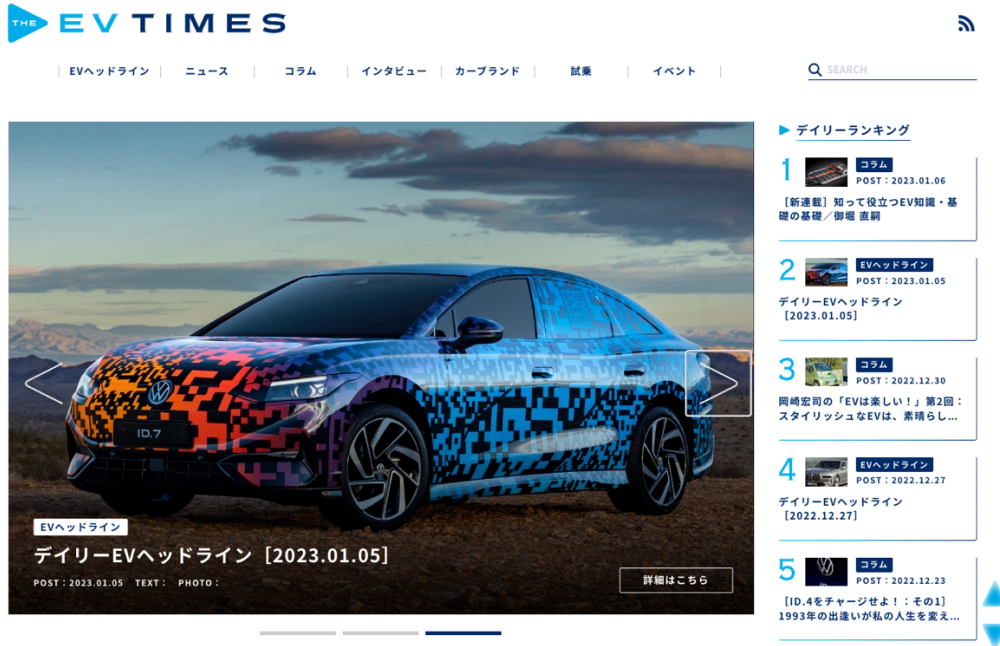 THE EV TIMES
EVヘッドライン
ニュース
コラム
インタビュー
カーブランド
試乗
イベント
SEARCH
ID.7
EVヘッドライン
デイリーEVヘッドライン［2023.01.05］
POST：2023.01.05 TEXT： PHOTO：
詳細はこちら
デイリーランキング
1
コラム
POST：2023.01.06
［新連載］知って役立つEV知識・基
礎の基礎／御堀 直嗣
2
EVヘッドライン
POST：2023.01.05
デイリーEVヘッドライン
［2023.01.05］
3
コラム
POST：2022.12.30
岡崎宏司の「EVは楽しい！」第2回：
スタイリッシュなEVは、素晴らし...
4
EVヘッドライン
POST：2022.12.27
デイリーEVヘッドライン
［2022.12.27］
5
コラム
POST：2022.12.23
［ID.4をチャージせよ！：その1］
1993年の出逢いが私の人生を変え...